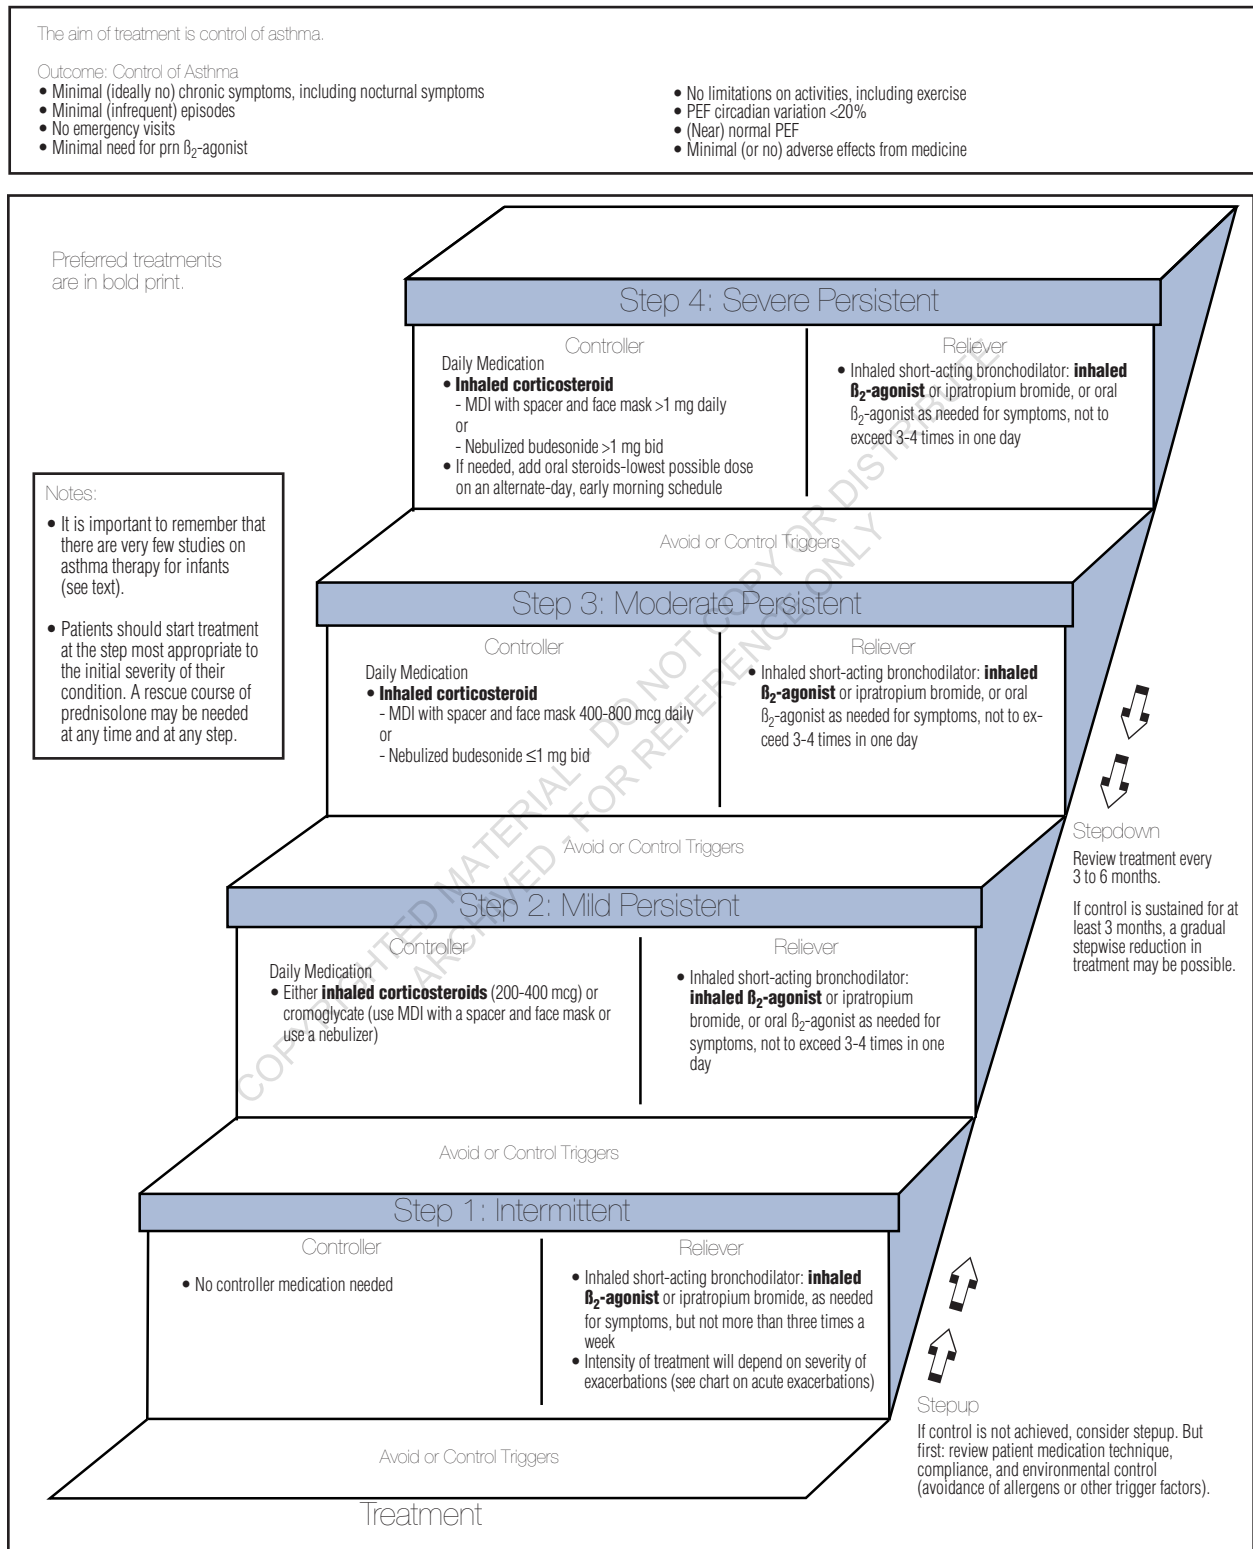 The aim of treatment is control of asthma.
Outcome: Control of Asthma
• Minimal (ideally no) chronic symptoms, including nocturnal symptoms
• Minimal (infrequent) episodes
• No emergency visits
• Minimal need for prn ß2-agonist
• No limitations on activities, including exercise
• PEF circadian variation <20%
• (Near) normal PEF
• Minimal (or no) adverse effects from medicine
Preferred treatments
are in bold print.
Step 4: Severe Persistent
Controller
Daily Medication
• Inhaled corticosteroid
- MDI with spacer and face mask >1 mg daily
or
- Nebulized budesonide >1 mg bid
• If needed, add oral steroids-lowest possible dose
on an alternate-day, early morning schedule
Reliever
• Inhaled short-acting bronchodilator: inhaled
ß2-agonist or ipratropium bromide, or oral
ß2-agonist as needed for symptoms, not to
exceed 3-4 times in one day
Avoid or Control Triggers
Notes:
• It is important to remember that
there are very few studies on
asthma therapy for infants
(see text).
• Patients should start treatment
at the step most appropriate to
the initial severity of their
condition. A rescue course of
prednisolone may be needed
at any time and at any step.
Step 3: Moderate Persistent
Controller
Daily Medication
• Inhaled corticosteroid
- MDI with spacer and face mask 400-800 mcg daily
or
- Nebulized budesonide ≤1 mg bid
Reliever
• Inhaled short-acting bronchodilator: inhaled
ß2-agonist or ipratropium bromide, or oral
ß2-agonist as needed for symptoms, not to ex-
ceed 3-4 times in one day
Avoid or Control Triggers
Stepdown
Review treatment every
3 to 6 months.
If control is sustained for at
least 3 months, a gradual
stepwise reduction in
treatment may be possible.
Step 2: Mild Persistent
Controller
Daily Medication
• Either inhaled corticosteroids (200-400 mcg) or
cromoglycate (use MDI with a spacer and face mask or
use a nebulizer)
Reliever
• Inhaled short-acting bronchodilator:
inhaled ß2-agonist or ipratropium
bromide, or oral ß2-agonist as needed for
symptoms, not to exceed 3-4 times in one
day
Avoid or Control Triggers
Step 1: Intermittent
Controller
• No controller medication needed
Reliever
• Inhaled short-acting bronchodilator: inhaled
ß2-agonist or ipratropium bromide, as needed
for symptoms, but not more than three times a
week
• Intensity of treatment will depend on severity of
exacerbations (see chart on acute exacerbations)
Avoid or Control Triggers
Stepup
If control is not achieved, consider stepup. But
first: review patient medication technique,
compliance, and environmental control
(avoidance of allergens or other trigger factors).
Treatment
COPYRIGHTED MATERIAL - DO NOT COPY OR DISTRIBUTE
ARCHIVED - FOR REFERENCE ONLY